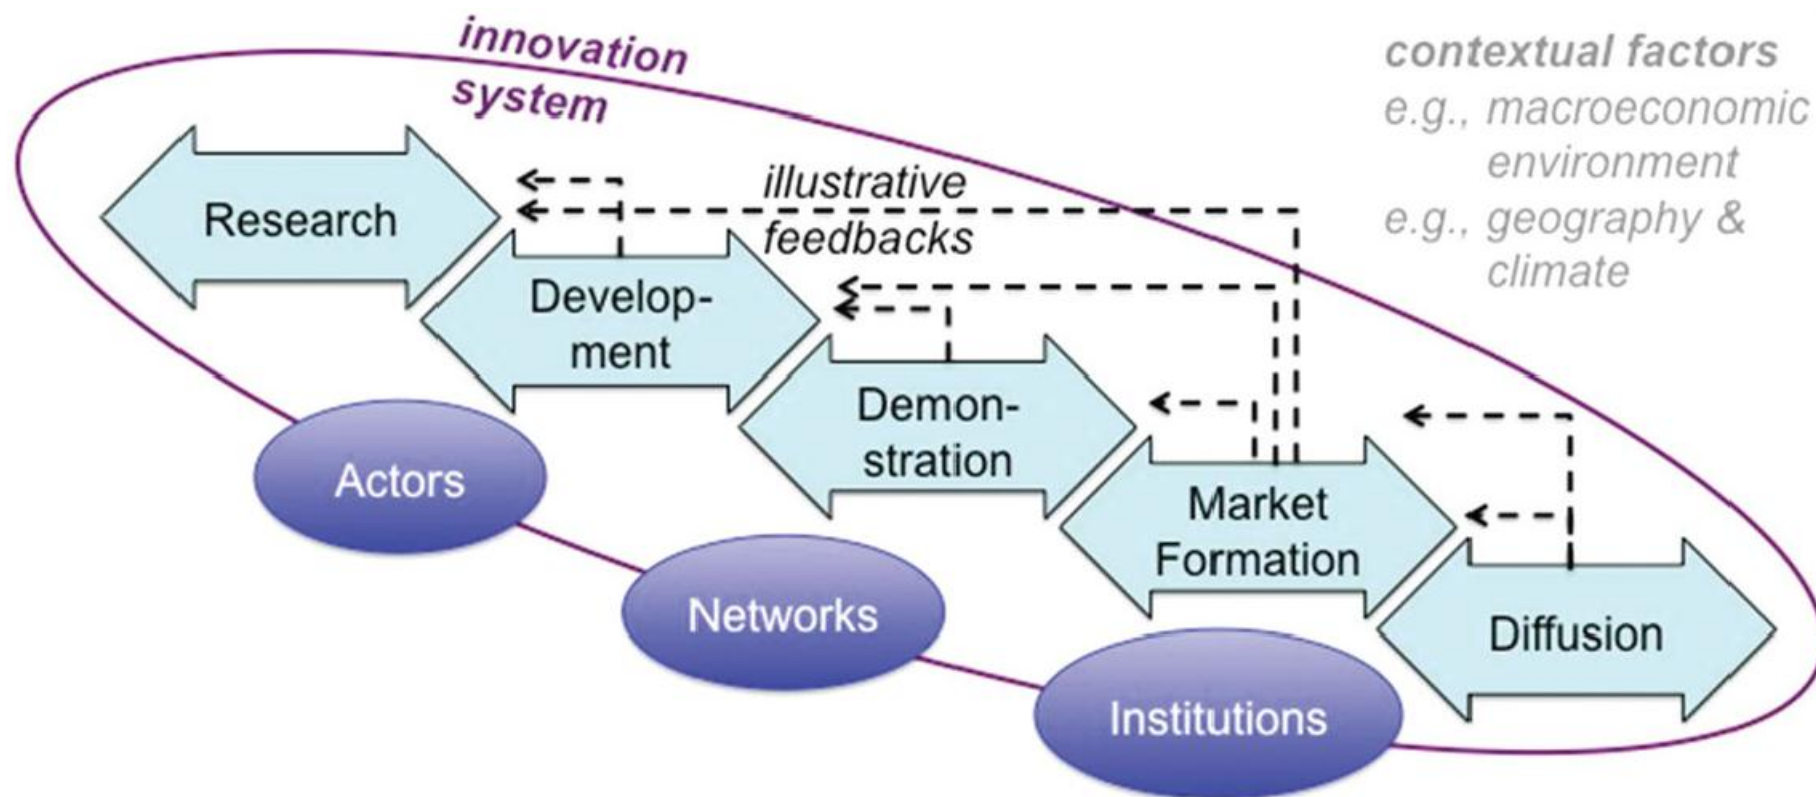 innovation
system
contextual factors
e.g., macroeconomic
environment
e.g., geography &
climate
illustrative
feedbacks
Research
Develop-
ment
Demon-
stration
Market
Formation
Diffusion
Actors
Networks
Institutions